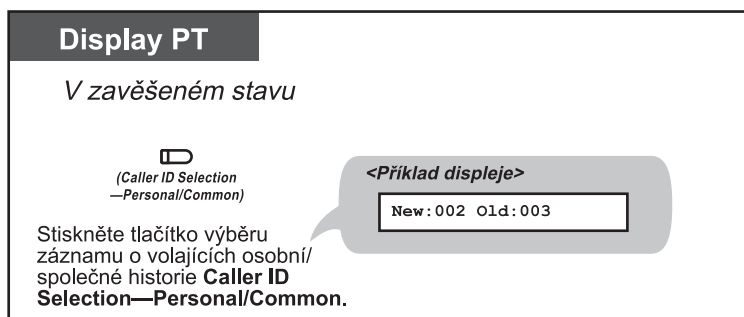 Display PT
V zavěšeném stavu
(Caller ID Selection
—Personal/Common)
Stiskněte tlačítko výběru
záznamu o volajících osobní/
společné historie Caller ID
Selection—Personal/Common.
<Příklad displeje>
New:002 Old:003